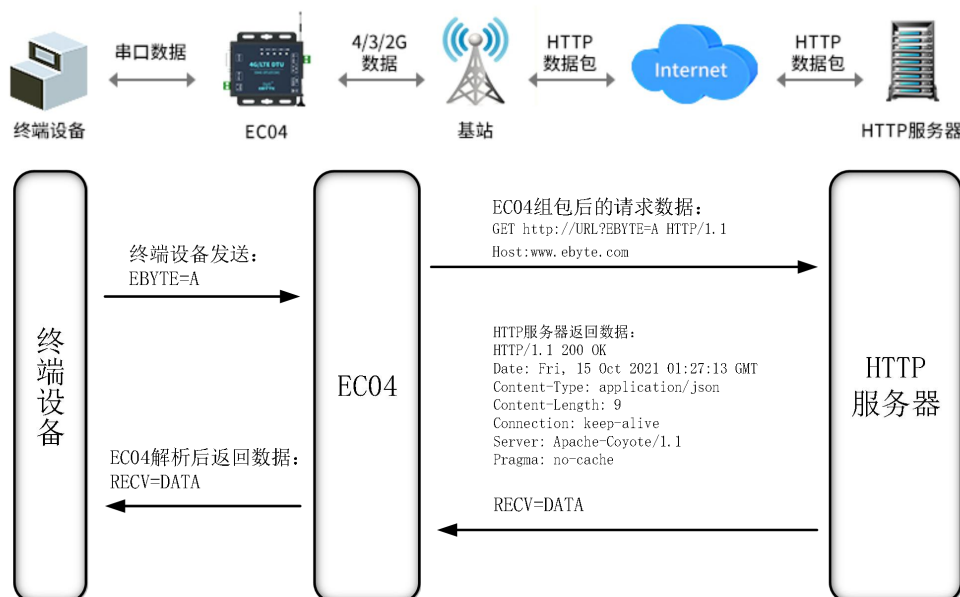 串口数据
4/3/2G
数据
HTTP
数据包
Internet
HTTP
数据包
4G/LTE DTU
终端设备
EC04
基站
HTTP服务器
EC04组包后的请求数据:
GET http://URL?EBYTE=A HTTP/1.1
Host:www.ebyte.com
终端设备发送:
EBYTE=A
HTTP服务器返回数据:
HTTP/1.1 200 OK
Date: Fri, 15 Oct 2021 01:27:13 GMT
Content-Type: application/json
Content-Length: 9
Connection: keep-alive
Server: Apache-Coyote/1.1
Pragma: no-cache
RECV=DATA
EC04解析后返回数据:
RECV=DATA
终端设备
EC04
HTTP
服务器